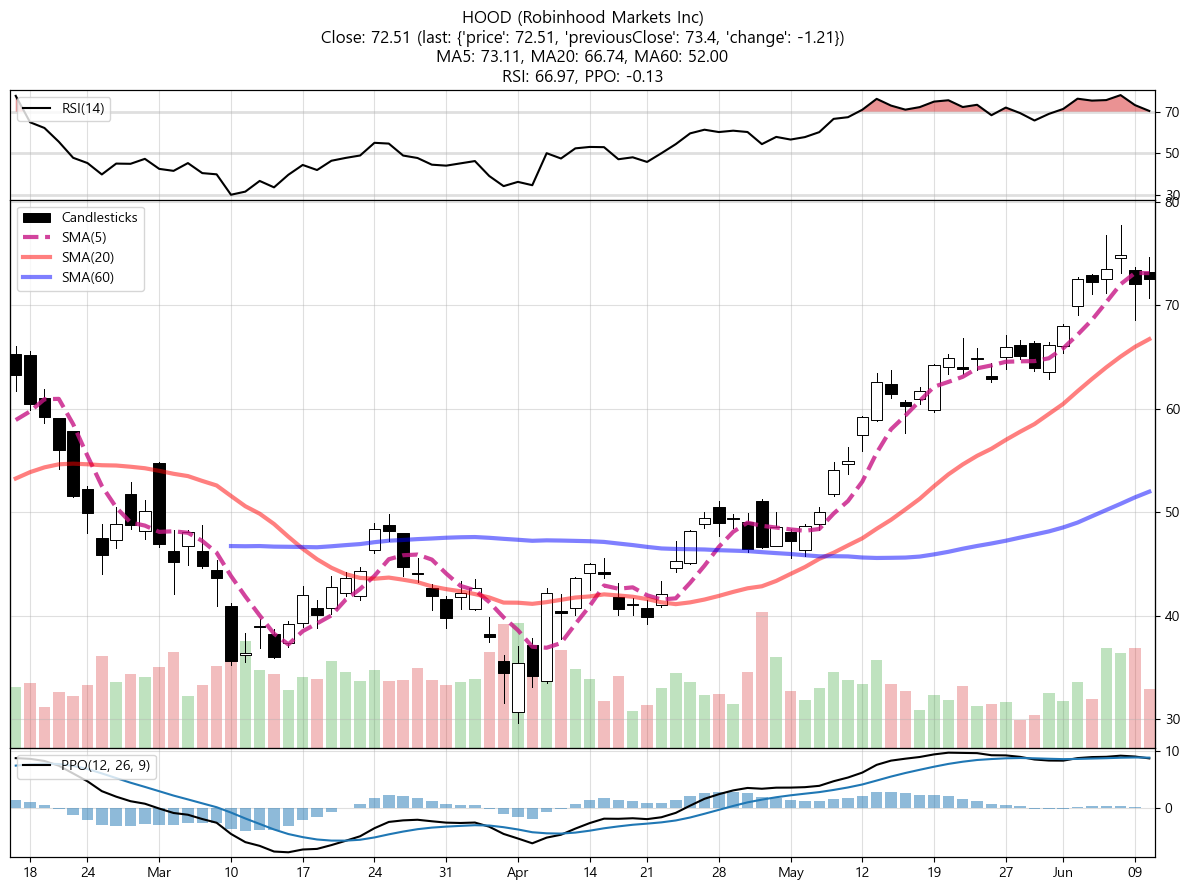 HOOD (Robinhood Markets Inc)
Close: 72.51 (last: {'price': 72.51, 'previousClose': 73.4, 'change': -1.21})
MA5: 73.11, MA20: 66.74, MA60: 52.00
RSI: 66.97, PPO: -0.13
RSI(14)
70
50
30
Candlesticks
SMA(5)
SMA(20)
SMA(60)
80
70
60
50
40
30
PPO(12, 26, 9)
10
0
18 24 Mar 10 17 24 31 Apr 14 21 28 May 12 19 27 Jun 09